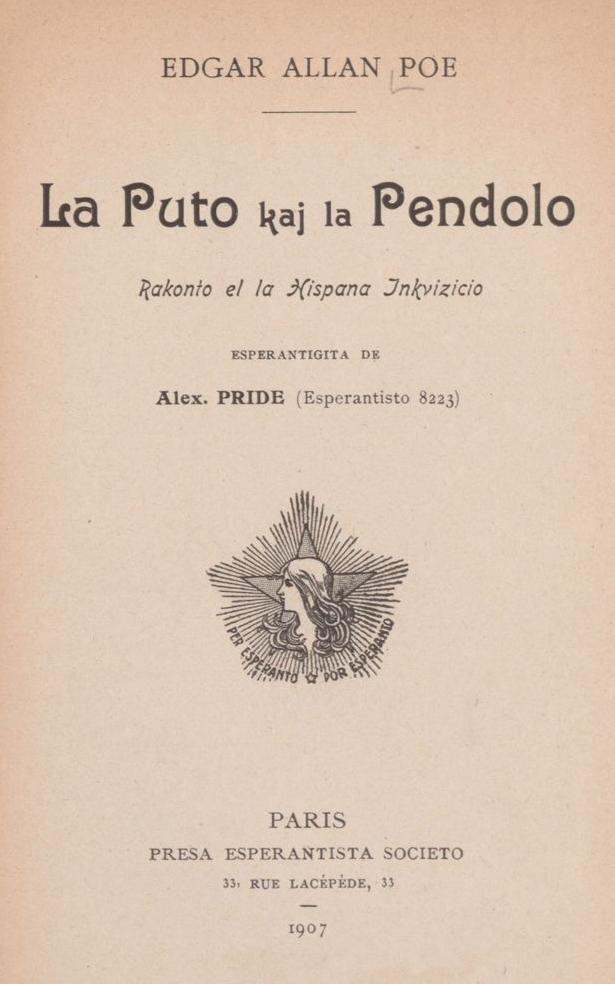 EDGAR ALLAN POE
La Puto kaj la Pendolo
Rakonto el la Hispana Inkvizicio
ESPERANTIGITA DE
Alex. PRIDE (Esperantisto 8223)
PER ESPERANTO ☆ POR ESPERANTO
PARIS
PRESA ESPERANTISTA SOCIETO
33, RUE LACÉPÈDE, 33
1907